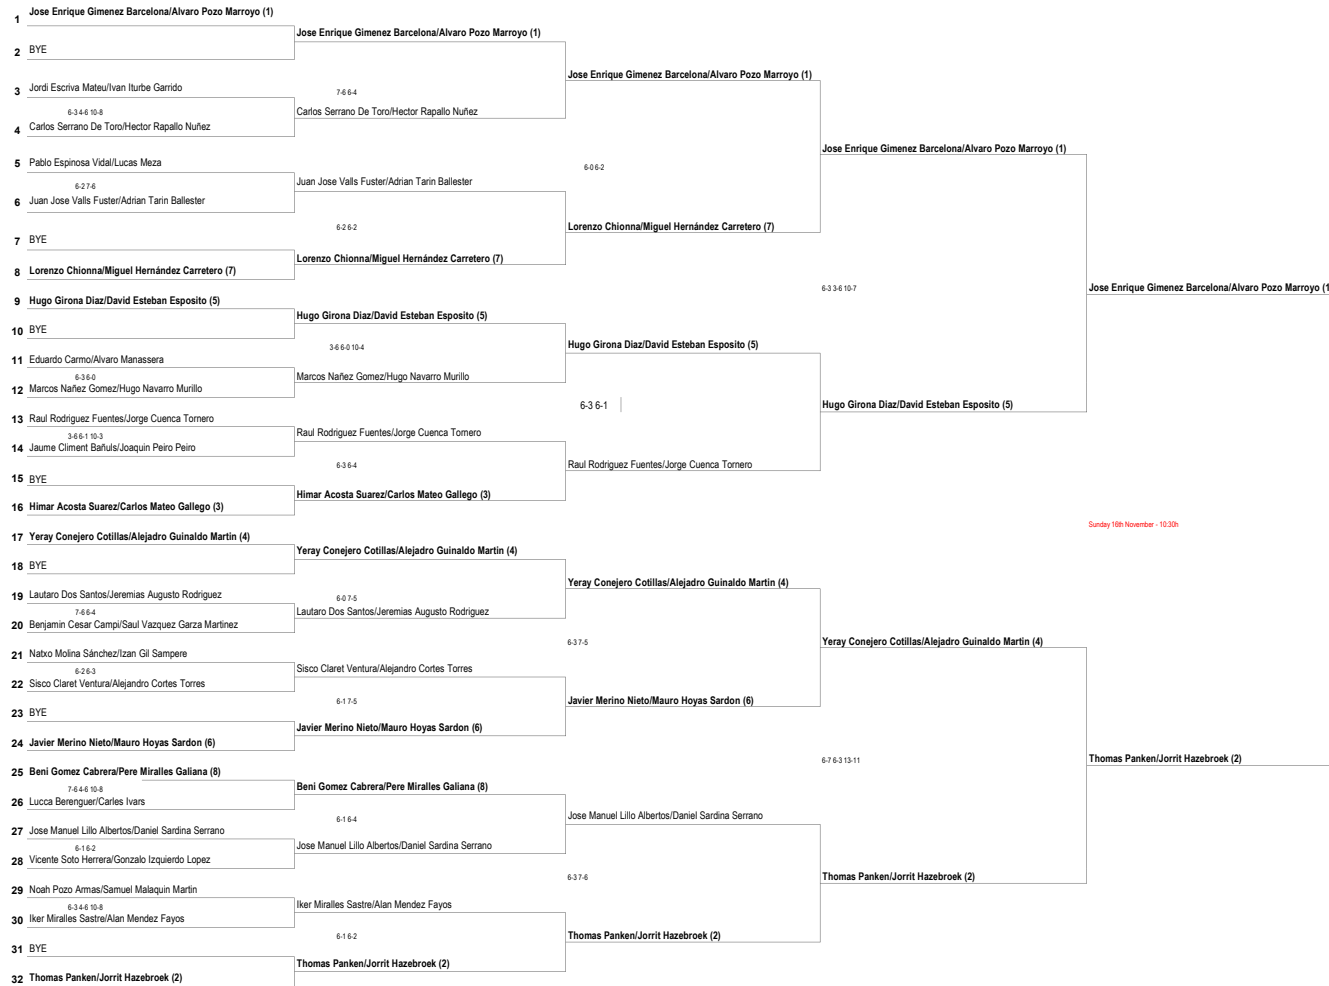 1 Jose Enrique Gimenez Barcelona/Alvaro Pozo Marroyo (1)
2 BYE
3 Jordi Escriva Mateu/Ivan Iturbe Garrido
6-3 4-6 10-8
4 Carlos Serrano De Toro/Hector Rapallo Nuñez
5 Pablo Espinosa Vidal/Lucas Meza
6-2 7-6
6 Juan Jose Valls Fuster/Adrian Tarin Ballester
7 BYE
8 Lorenzo Chionna/Miguel Hernández Carretero (7)
9 Hugo Girona Diaz/David Esteban Esposito (5)
10 BYE
11 Eduardo Carmo/Alvaro Manassera
6-3 6-0
12 Marcos Nañez Gomez/Hugo Navarro Murillo
13 Raul Rodriguez Fuentes/Jorge Cuenca Tornero
3-6 6-1 10-3
14 Jaume Climent Bañuls/Joaquin Peiro Peiro
15 BYE
16 Himar Acosta Suarez/Carlos Mateo Gallego (3)
17 Yeray Conejero Cotillas/Alejadro Guinaldo Martin (4)
18 BYE
19 Lautaro Dos Santos/Jeremias Augusto Rodriguez
7-6 6-4
20 Benjamin Cesar Campi/Saul Vazquez Garza Martinez
21 Natxo Molina Sánchez/Izan Gil Sampere
6-2 6-3
22 Sisco Claret Ventura/Alejandro Cortes Torres
23 BYE
24 Javier Merino Nieto/Mauro Hoyas Sardon (6)
25 Beni Gomez Cabrera/Pere Miralles Galiana (8)
7-6 4-6 10-8
26 Lucca Berenguer/Carles Ivars
27 Jose Manuel Lillo Albertos/Daniel Sardina Serrano
6-1 6-2
28 Vicente Soto Herrera/Gonzalo Izquierdo Lopez
29 Noah Pozo Armas/Samuel Malaquin Martin
6-3 4-6 10-8
30 Iker Miralles Sastre/Alan Mendez Fayos
31 BYE
32 Thomas Panken/Jorrit Hazebroek (2)
Jose Enrique Gimenez Barcelona/Alvaro Pozo Marroyo (1)
7-6 6-4
Carlos Serrano De Toro/Hector Rapallo Nuñez
Juan Jose Valls Fuster/Adrian Tarin Ballester
6-2 6-2
Lorenzo Chionna/Miguel Hernández Carretero (7)
Hugo Girona Diaz/David Esteban Esposito (5)
3-6 6-0 10-4
Marcos Nañez Gomez/Hugo Navarro Murillo
Raul Rodriguez Fuentes/Jorge Cuenca Tornero
6-3 6-4
Himar Acosta Suarez/Carlos Mateo Gallego (3)
Yeray Conejero Cotillas/Alejadro Guinaldo Martin (4)
6-0 7-5
Lautaro Dos Santos/Jeremias Augusto Rodriguez
Sisco Claret Ventura/Alejandro Cortes Torres
6-1 7-5
Javier Merino Nieto/Mauro Hoyas Sardon (6)
Beni Gomez Cabrera/Pere Miralles Galiana (8)
6-1 6-4
Jose Manuel Lillo Albertos/Daniel Sardina Serrano
Iker Miralles Sastre/Alan Mendez Fayos
6-1 6-2
Thomas Panken/Jorrit Hazebroek (2)
Jose Enrique Gimenez Barcelona/Alvaro Pozo Marroyo (1)
6-0 6-2
Lorenzo Chionna/Miguel Hernández Carretero (7)
Hugo Girona Diaz/David Esteban Esposito (5)
6-3 6-1
Raul Rodriguez Fuentes/Jorge Cuenca Tornero
Yeray Conejero Cotillas/Alejadro Guinaldo Martin (4)
6-3 7-5
Javier Merino Nieto/Mauro Hoyas Sardon (6)
Jose Manuel Lillo Albertos/Daniel Sardina Serrano
6-3 7-6
Thomas Panken/Jorrit Hazebroek (2)
Jose Enrique Gimenez Barcelona/Alvaro Pozo Marroyo (1)
6-3 3-6 10-7
Hugo Girona Diaz/David Esteban Esposito (5)
Yeray Conejero Cotillas/Alejadro Guinaldo Martin (4)
6-7 6-3 13-11
Thomas Panken/Jorrit Hazebroek (2)
Jose Enrique Gimenez Barcelona/Alvaro Pozo Marroyo (1
Sunday 16th November - 10:30h
Thomas Panken/Jorrit Hazebroek (2)